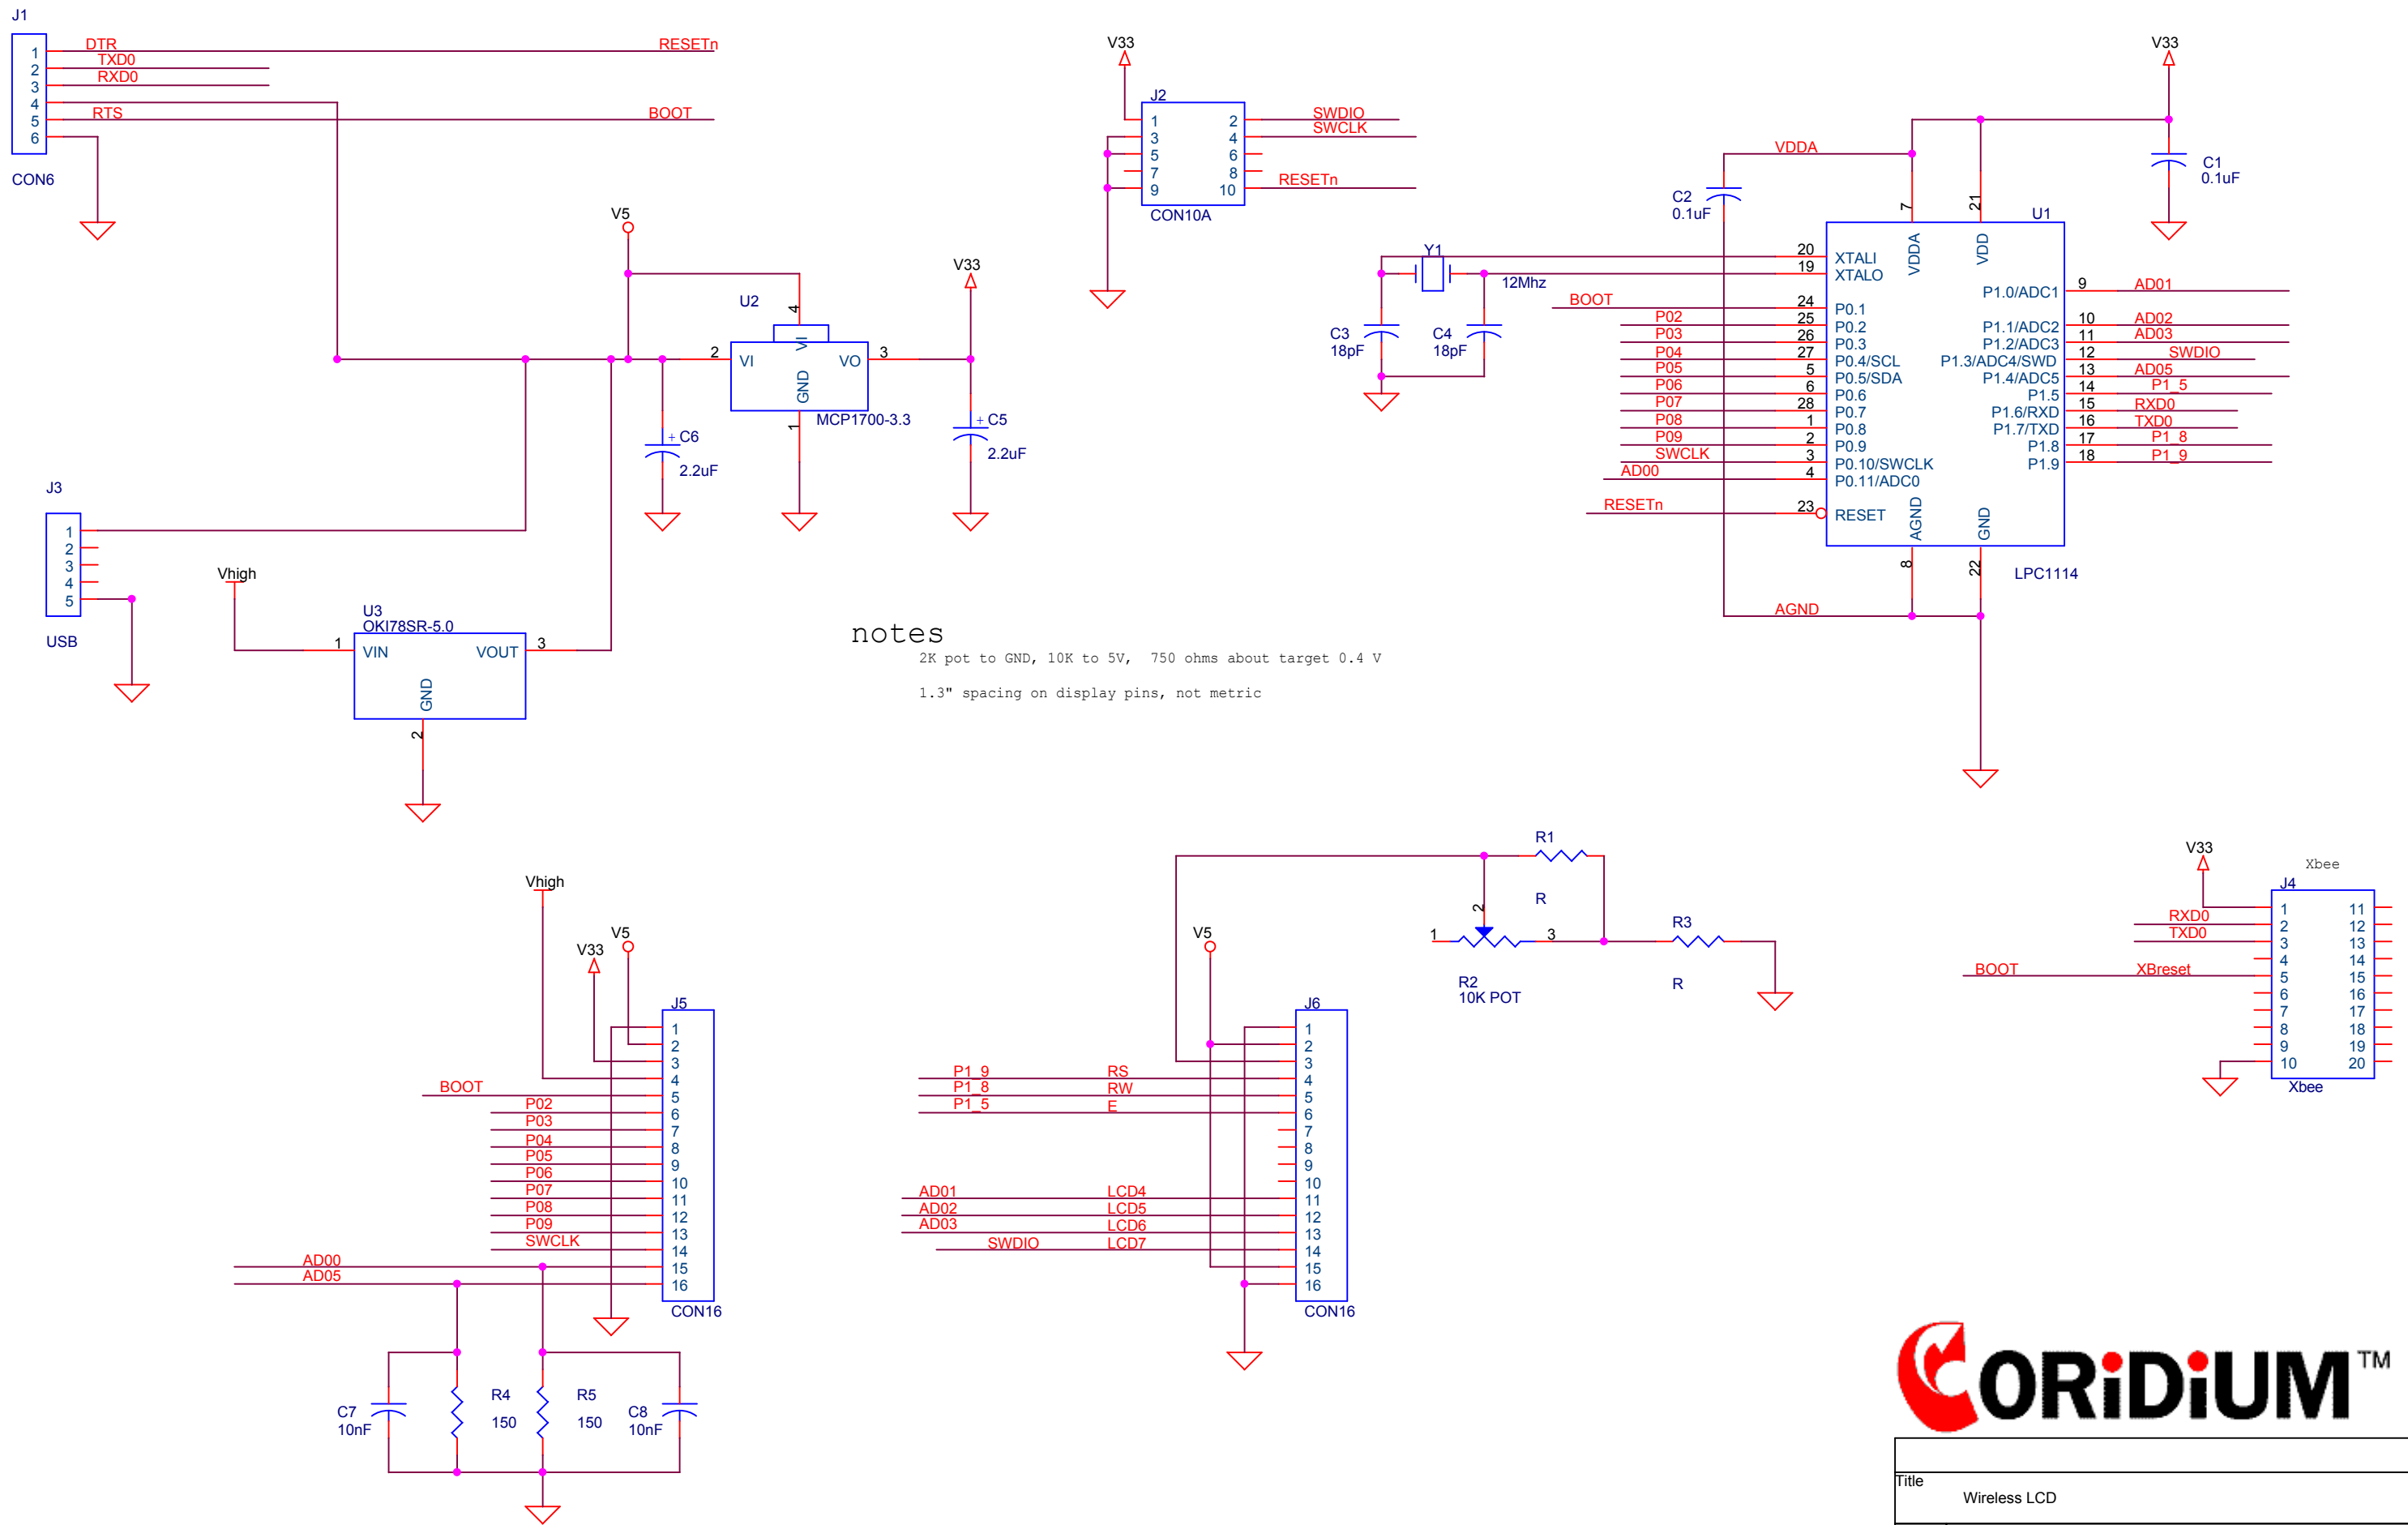 J1
1 DTR RESETn
2 TXD0
3 RXD0
4
5 RTS BOOT
6
CON6
V33
J2
1 2 SWDIO
3 4 SWCLK
5 6
7 8
9 10 RESETn
CON10A
V5
U2
4
VI
2 VI VO 3
GND
1
MCP1700-3.3
V33
+ C6
2.2uF
+ C5
2.2uF
J3
1
2
3
4
5
USB
Vhigh
U3
OKI78SR-5.0
1 VIN VOUT 3
GND
2
notes
2K pot to GND, 10K to 5V, 750 ohms about target 0.4 V
1.3" spacing on display pins, not metric
V33
VDDA
C1
0.1uF
C2
0.1uF
7
21
U1
VDDA
VDD
Y1
12Mhz
C3
18pF
C4
18pF
20 XTALI
19 XTALO
BOOT 24 P0.1
P02 25 P0.2
P03 26 P0.3
P04 27 P0.4/SCL
P05 5 P0.5/SDA
P06 6 P0.6
P07 28 P0.7
P08 1 P0.8
P09 2 P0.9
SWCLK 3 P0.10/SWCLK
AD00 4 P0.11/ADC0
RESETn 23 RESET
P1.0/ADC1 9 AD01
P1.1/ADC2 10 AD02
P1.2/ADC3 11 AD03
P1.3/ADC4/SWD 12 SWDIO
P1.4/ADC5 13 AD05
P1.5 14 P1_5
P1.6/RXD 15 RXD0
P1.7/TXD 16 TXD0
P1.8 17 P1_8
P1.9 18 P1_9
AGND
GND
8
22
LPC1114
AGND
Vhigh
V33
V5
J5
1
2
3
4
BOOT 5
P02 6
P03 7
P04 8
P05 9
P06 10
P07 11
P08 12
P09 13
SWCLK 14
AD00 15
AD05 16
CON16
C7
10nF
R4
150
R5
150
C8
10nF
R1
R
2
1 3
R2
10K POT
R3
R
V5
J6
1
2
3
P1_9 RS 4
P1_8 RW 5
P1_5 E 6
7
8
9
10
AD01 LCD4 11
AD02 LCD5 12
AD03 LCD6 13
SWDIO LCD7 14
15
16
CON16
V33
Xbee
J4
1 11
RXD0 2 12
TXD0 3 13
4 14
BOOT XBreset 5 15
6 16
7 17
8 18
9 19
10 20
Xbee
CORiDiUM™
Title
Wireless LCD